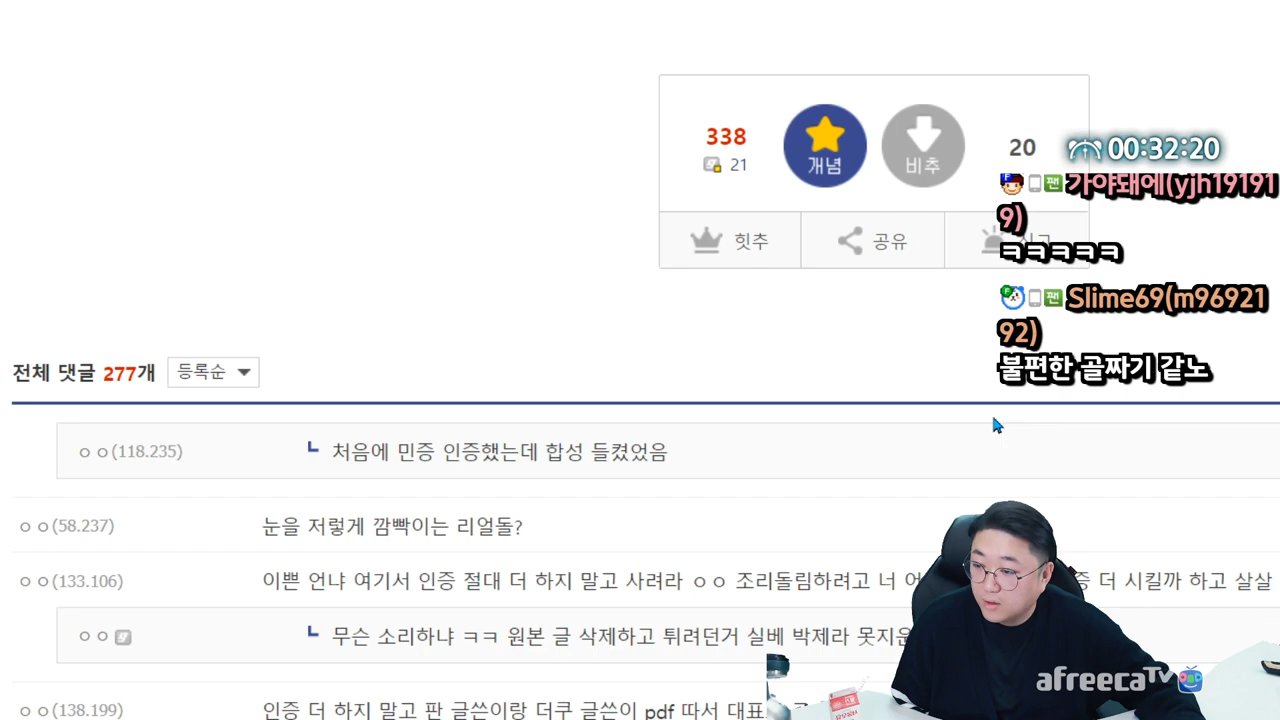 338
21
개념
비추
20
00:32:20
힛추
공유
가야돼에(yjh19191
9)
ㅋㅋㅋㅋㅋ
Slime69(m96921
92)
불편한 골짜기 같노
전체 댓글 277개
등록순
ㅇㅇ(118.235)
처음에 민증 인증했는데 합성 들켰었음
ㅇㅇ(58.237)
눈을 저렇게 깜빡이는 리얼돌?
ㅇㅇ(133.106)
이쁜 언냐 여기서 인증 절대 더 하지 말고 사려라 ㅇㅇ 조리돌림하려고 너 어 더 시킬까 하고 살살
ㅇㅇ
무슨 소리하냐 ㅋㅋ 원본 글 삭제하고 튀려던거 실베 박제라 못지운
ㅇㅇ(138.199)
인증 더 하지 말고 판 글쓴이랑 더쿠 글쓴이 pdf 따서 대표
afreecaTV